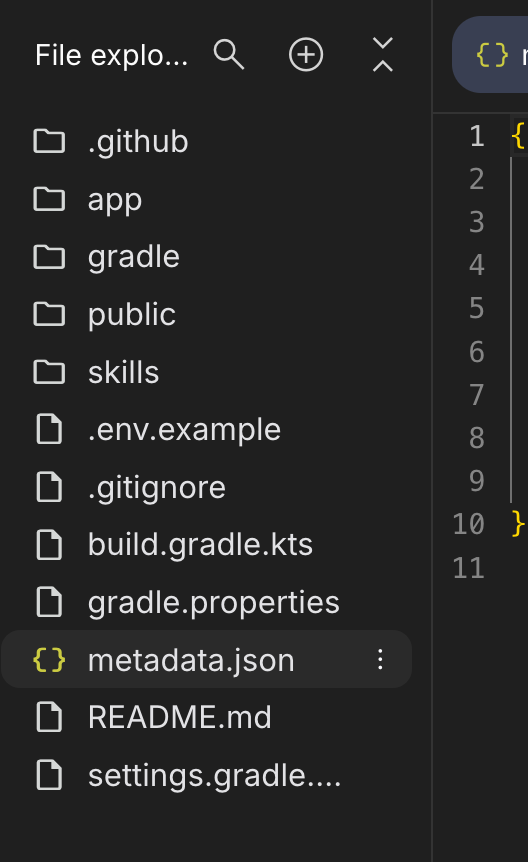 File explo...
.github
app
gradle
public
skills
.env.example
.gitignore
build.gradle.kts
gradle.properties
{} metadata.json
README.md
settings.gradle....
{}
1 {
2
3
4
5
6
7
8
9
10 }
11